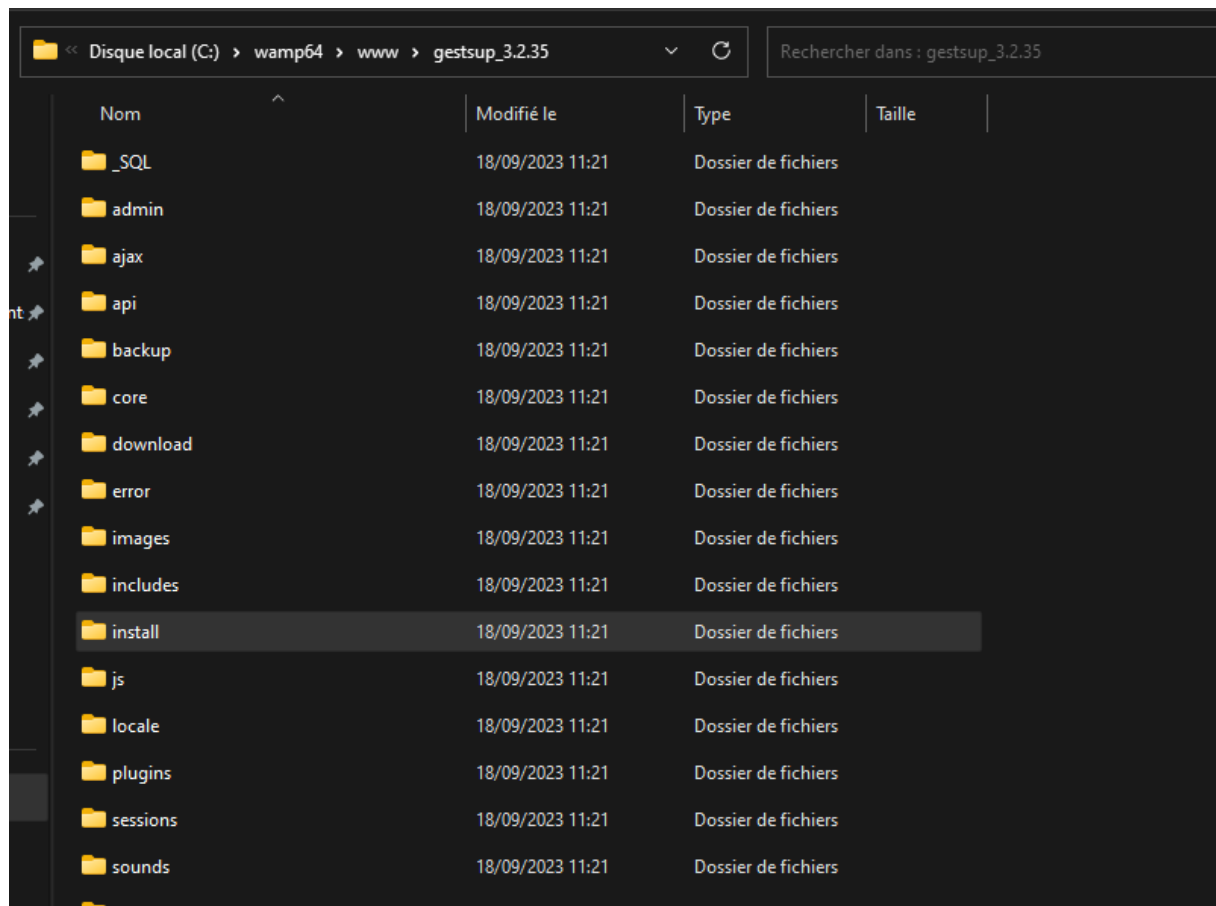 « Disque local (C:) > wamp64 > www > gestsup_3.2.35
Rechercher dans : gestsup_3.2.35
Nom Modifié le Type Taille
_SQL 18/09/2023 11:21 Dossier de fichiers
admin 18/09/2023 11:21 Dossier de fichiers
ajax 18/09/2023 11:21 Dossier de fichiers
api 18/09/2023 11:21 Dossier de fichiers
nt
backup 18/09/2023 11:21 Dossier de fichiers
core 18/09/2023 11:21 Dossier de fichiers
download 18/09/2023 11:21 Dossier de fichiers
error 18/09/2023 11:21 Dossier de fichiers
images 18/09/2023 11:21 Dossier de fichiers
includes 18/09/2023 11:21 Dossier de fichiers
install 18/09/2023 11:21 Dossier de fichiers
js 18/09/2023 11:21 Dossier de fichiers
locale 18/09/2023 11:21 Dossier de fichiers
plugins 18/09/2023 11:21 Dossier de fichiers
sessions 18/09/2023 11:21 Dossier de fichiers
sounds 18/09/2023 11:21 Dossier de fichiers